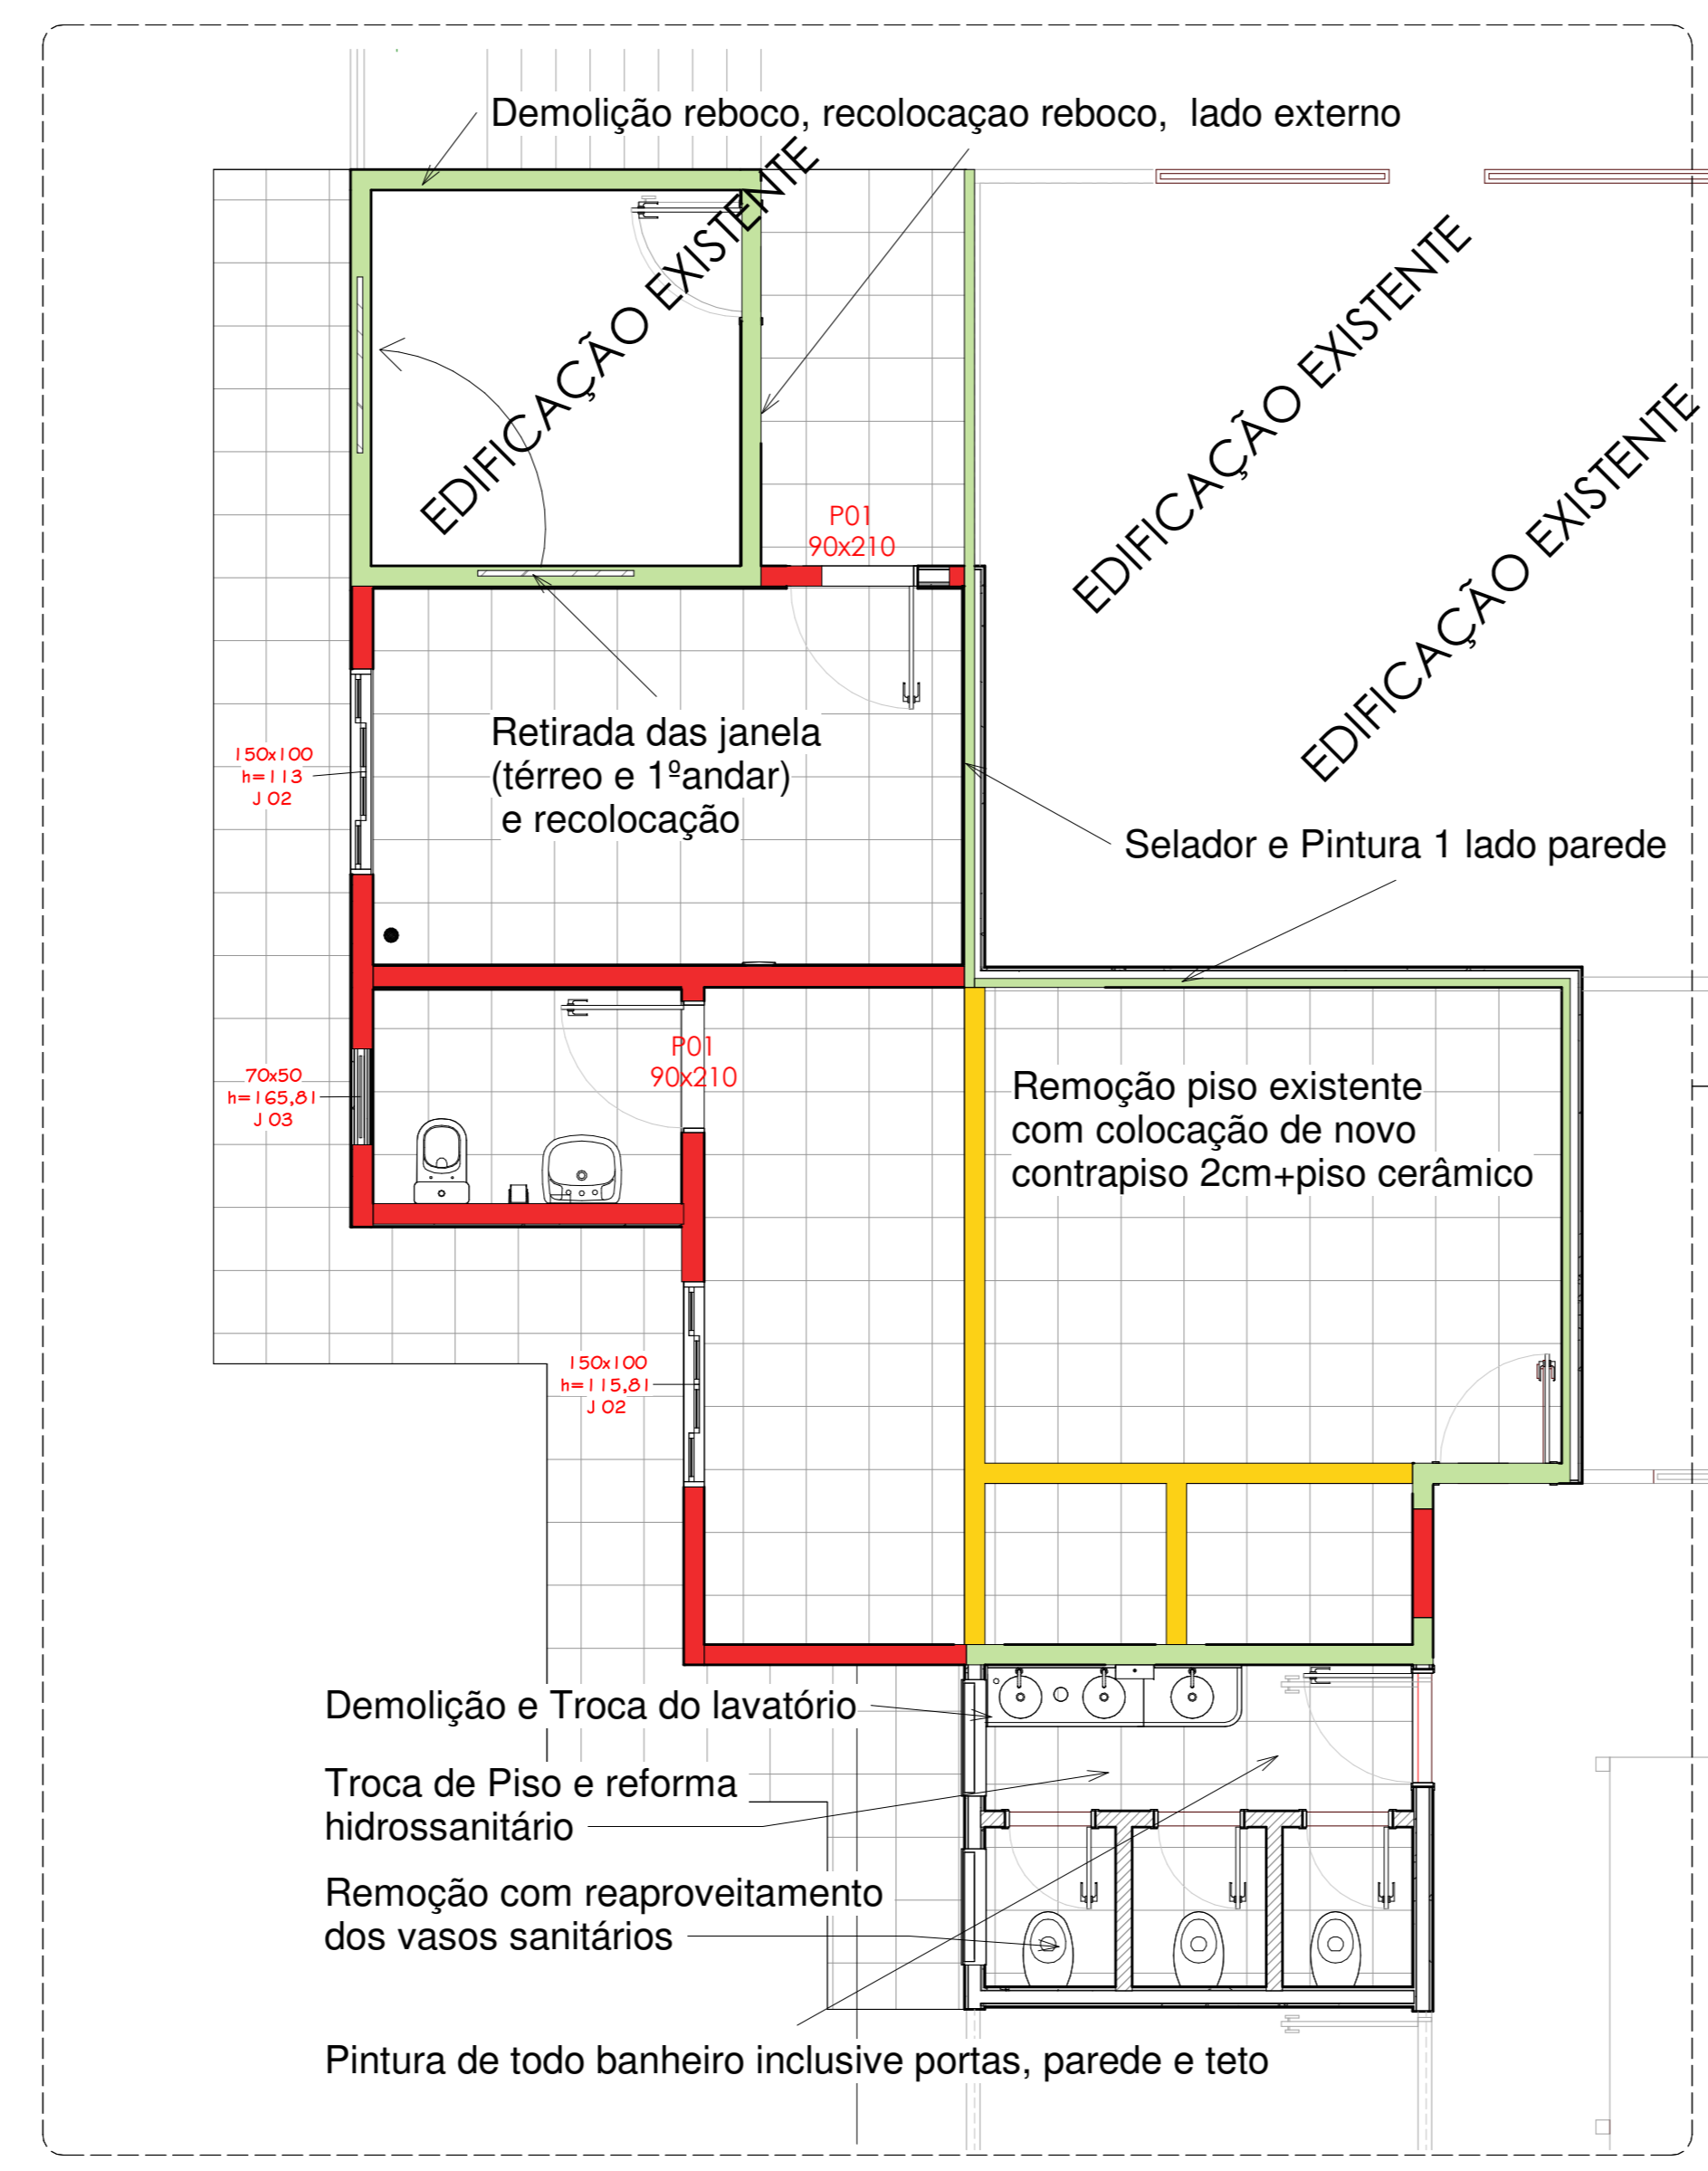 Demolição reboco, recolocaçao reboco,  lado externo
EDIFICAÇÃO EXISTENTE
EDIFICAÇÃO EXISTENTE
EDIFICAÇÃO EXISTENTE
P01
90x210
Retirada das janela
(térreo e 1ºandar)
e recolocação
150x100
h=113
J 02
Selador e Pintura 1 lado parede
P01
90x210
70x50
h=165,81
J 03
Remoção piso existente
com colocação de novo
contrapiso 2cm+piso cerâmico
150x100
h=115,81
J 02
Demolição e Troca do lavatório
Troca de Piso e reforma
hidrossanitário
Remoção com reaproveitamento
dos vasos sanitários
Pintura de todo banheiro inclusive portas, parede e teto